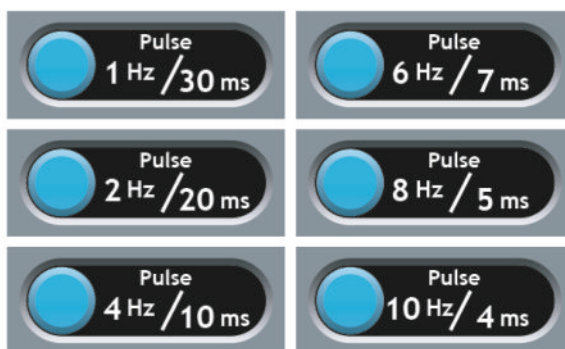 Pulse
1 Hz/30 ms
Pulse
6 Hz/7 ms
Pulse
2 Hz/20 ms
Pulse
8 Hz/5 ms
Pulse
4 Hz/10 ms
Pulse
10 Hz/4 ms